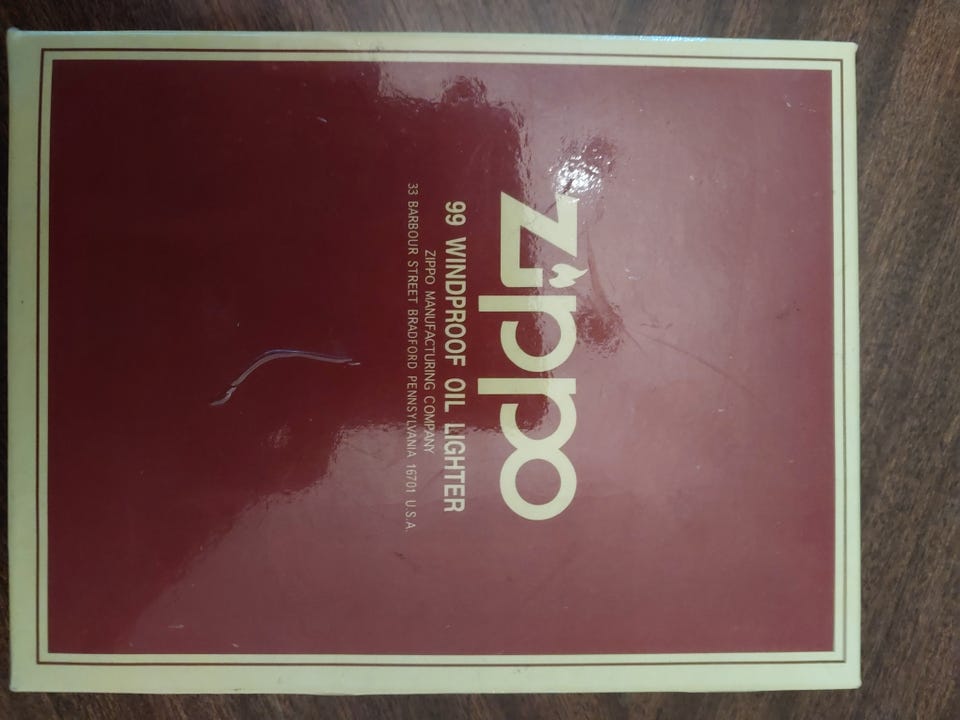 Zippo
99 WINDPROOF OIL LIGHTER
ZIPPO MANUFACTURING COMPANY
33 BARBOUR STREET BRADFORD PENNSYLVANIA 16701 U.S.A.